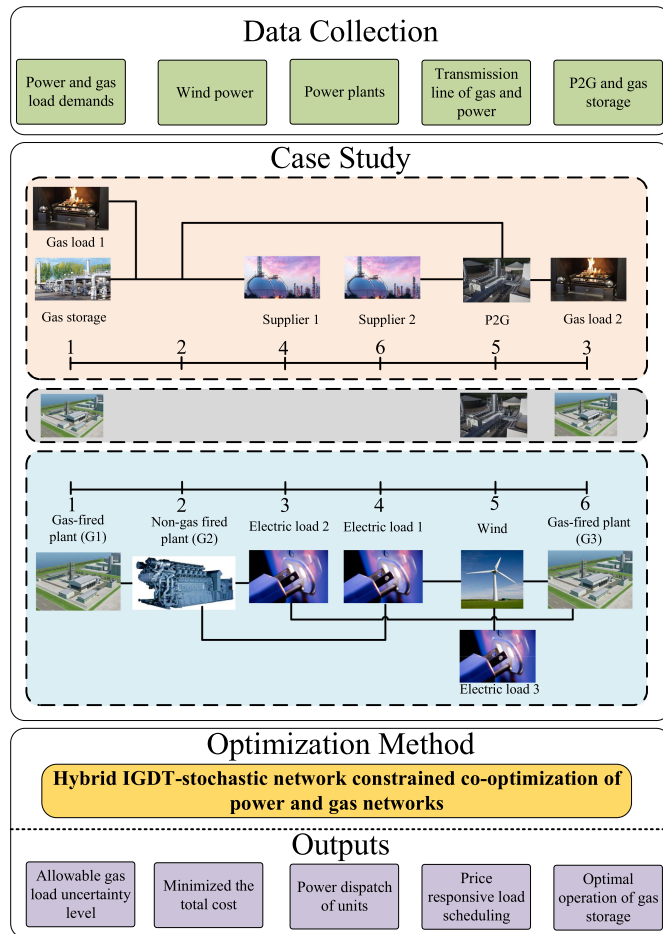 Data Collection
Power and gas
load demands
Wind power
Power plants
Transmission
line of gas and
power
P2G and gas
storage
Case Study
Gas load 1
Gas storage
Supplier 1
Supplier 2
P2G
Gas load 2
1
2
4
6
5
3
1
2
3
4
5
6
Gas-fired
plant (G1)
Non-gas fired
plant (G2)
Electric load 2
Electric load 1
Wind
Gas-fired plant
(G3)
Electric load 3
Optimization Method
Hybrid IGDT-stochastic network constrained co-optimization of
power and gas networks
Outputs
Allowable gas
load uncertainty
level
Minimized the
total cost
Power dispatch
of units
Price
responsive load
scheduling
Optimal
operation of gas
storage